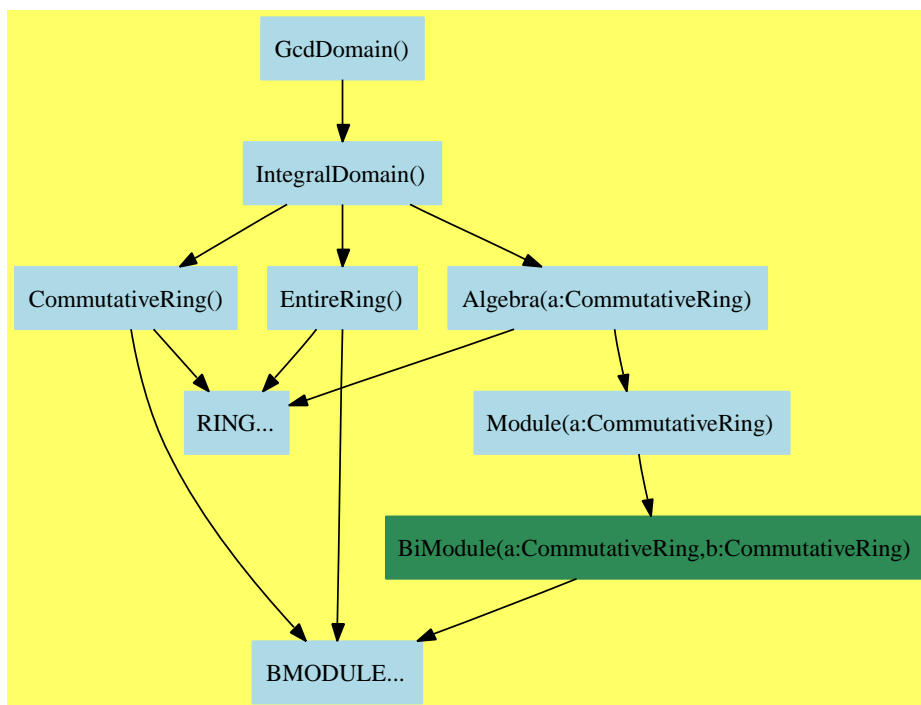 GcdDomain()
IntegralDomain()
CommutativeRing()
EntireRing()
Algebra(a:CommutativeRing)
RING...
Module(a:CommutativeRing)
BiModule(a:CommutativeRing,b:CommutativeRing)
BMODULE...